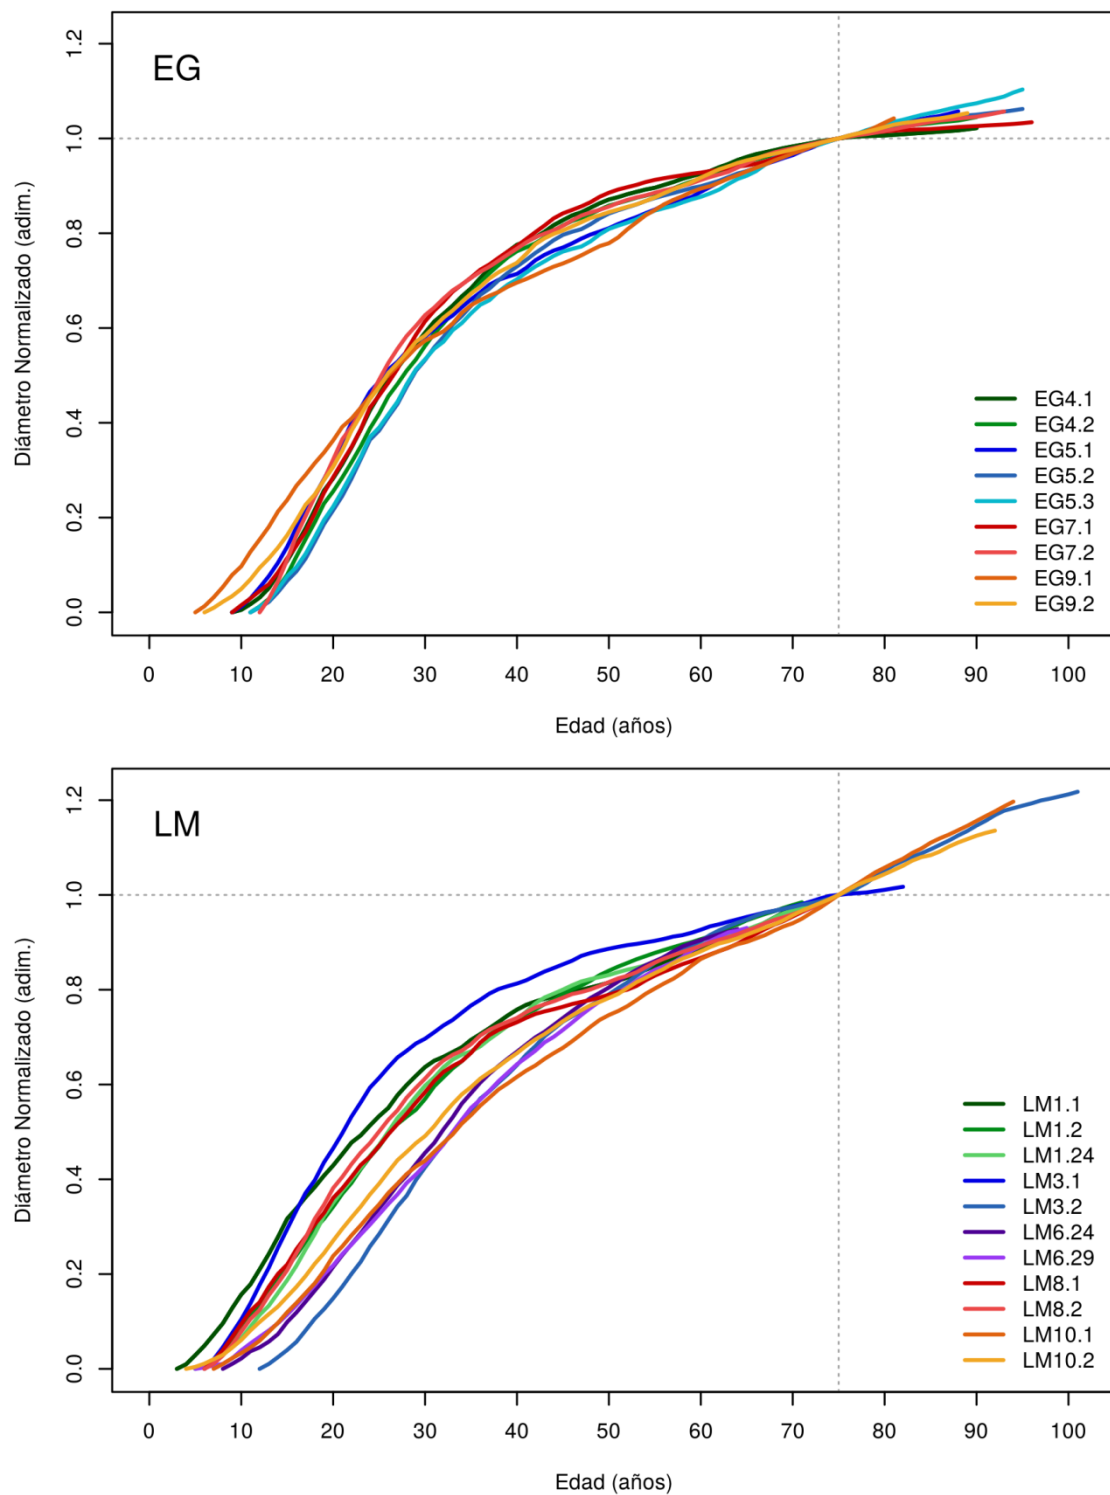 EG
Diámetro Normalizado (adim.)
1.2
1.0
0.8
0.6
0.4
0.2
0.0
EG4.1
EG4.2
EG5.1
EG5.2
EG5.3
EG7.1
EG7.2
EG9.1
EG9.2
0 10 20 30 40 50 60 70 80 90 100
Edad (años)
LM
Diámetro Normalizado (adim.)
1.2
1.0
0.8
0.6
0.4
0.2
0.0
LM1.1
LM1.2
LM1.24
LM3.1
LM3.2
LM6.24
LM6.29
LM8.1
LM8.2
LM10.1
LM10.2
0 10 20 30 40 50 60 70 80 90 100
Edad (años)